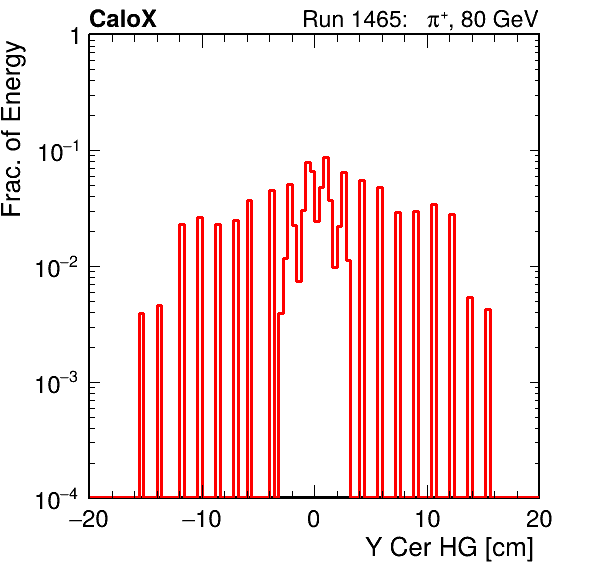 CaloX Run 1465: π⁺, 80 GeV
Frac. of Energy
1
10⁻¹
10⁻²
10⁻³
10⁻⁴
−20 −10 0 10 20
Y Cer HG [cm]